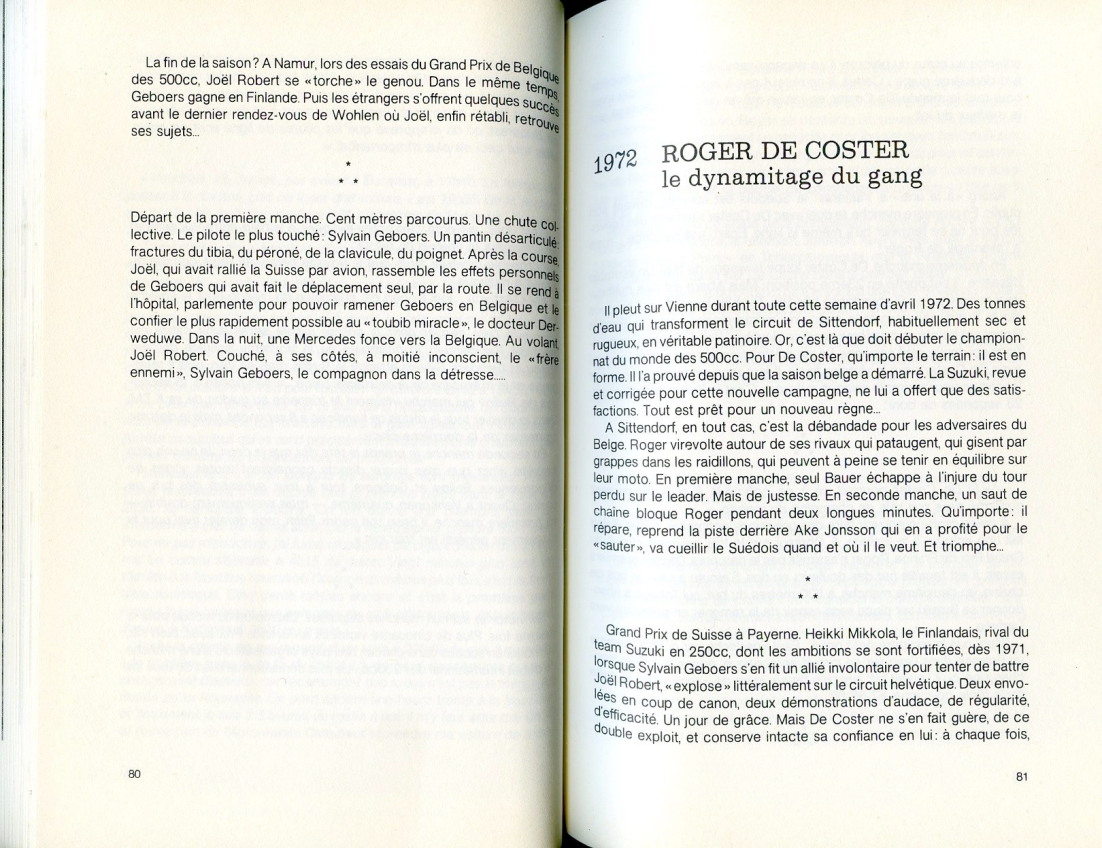 La fin de la saison? A Namur, lors des essais du Grand Prix de Belgique
des 500cc, Joël Robert se «torche» le genou. Dans le même temps,
Geboers gagne en Finlande. Puis les étrangers s'offrent quelques succès
avant le dernier rendez-vous de Wohlen où Joël, enfin rétabli, retrouve
ses sujets...
*
* *
Départ de la première manche. Cent mètres parcourus. Une chute col-
lective. Le pilote le plus touché: Sylvain Geboers. Un pantin désarticulé:
fractures du tibia, du péroné, de la clavicule, du poignet. Après la course,
Joël, qui avait rallié la Suisse par avion, rassemble les effets personnels
de Geboers qui avait fait le déplacement seul, par la route. Il se rend à
l'hôpital, parlemente pour pouvoir ramener Geboers en Belgique et le
confier le plus rapidement possible au «toubib miracle», le docteur Der-
weduwe. Dans la nuit, une Mercedes fonce vers la Belgique. Au volant,
Joël Robert. Couché, à ses côtés, à moitié inconscient, le «frère
ennemi», Sylvain Geboers, le compagnon dans la détresse.....
80
1972 ROGER DE COSTER
le dynamitage du gang
Il pleut sur Vienne durant toute cette semaine d'avril 1972. Des tonnes
d'eau qui transforment le circuit de Sittendorf, habituellement sec et
rugueux, en véritable patinoire. Or, c'est là que doit débuter le champion-
nat du monde des 500cc. Pour De Coster, qu'importe le terrain: il est en
forme. Il l'a prouvé depuis que la saison belge a démarré. La Suzuki, revue
et corrigée pour cette nouvelle campagne, ne lui a offert que des satis-
factions. Tout est prêt pour un nouveau règne...
A Sittendorf, en tout cas, c'est la débandade pour les adversaires du
Belge. Roger virevolte autour de ses rivaux qui pataugent, qui gisent par
grappes dans les raidillons, qui peuvent à peine se tenir en équilibre sur
leur moto. En première manche, seul Bauer échappe à l'injure du tour
perdu sur le leader. Mais de justesse. En seconde manche, un saut de
chaine bloque Roger pendant deux longues minutes. Qu'importe: il
répare, reprend la piste derrière Ake Jonsson qui en a profité pour le
«sauter», va cueillir le Suédois quand et où il le veut. Et triomphe...
*
* *
Grand Prix de Suisse à Payerne. Heikki Mikkola, le Finlandais, rival du
team Suzuki en 250cc, dont les ambitions se sont fortifiées, dès 1971,
lorsque Sylvain Geboers s'en fit un allié involontaire pour tenter de battre
Joël Robert, «explose» littéralement sur le circuit helvétique. Deux envo-
lées en coup de canon, deux démonstrations d'audace, de régularité,
d'efficacité. Un jour de grâce. Mais De Coster ne s'en fait guère, de ce
double exploit, et conserve intacte sa confiance en lui: à chaque fois,
81